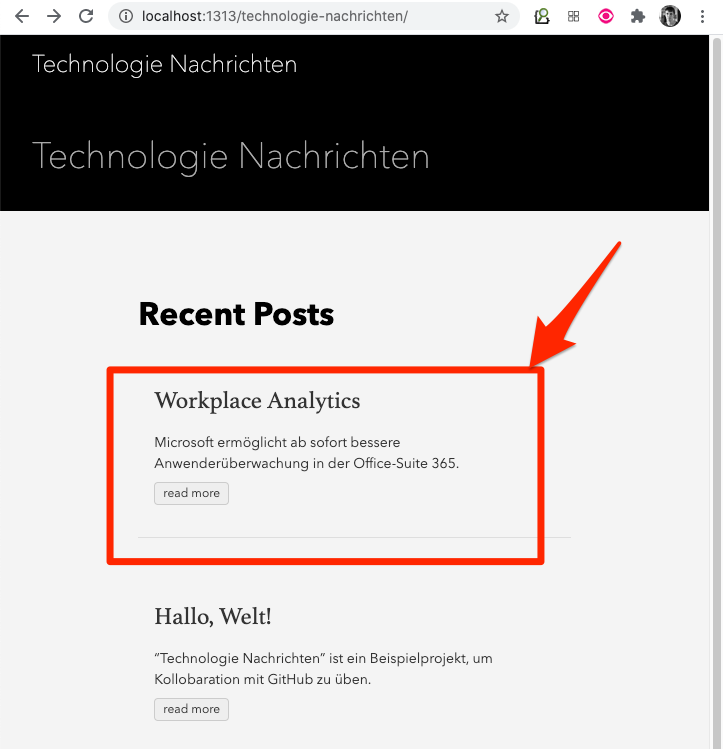 localhost:1313/technologie-nachrichten/
Technologie Nachrichten
Technologie Nachrichten
Recent Posts
Workplace Analytics
Microsoft ermöglicht ab sofort bessere
Anwenderüberwachung in der Office-Suite 365.
read more
Hallo, Welt!
“Technologie Nachrichten” ist ein Beispielprojekt, um
Kollobaration mit GitHub zu üben.
read more